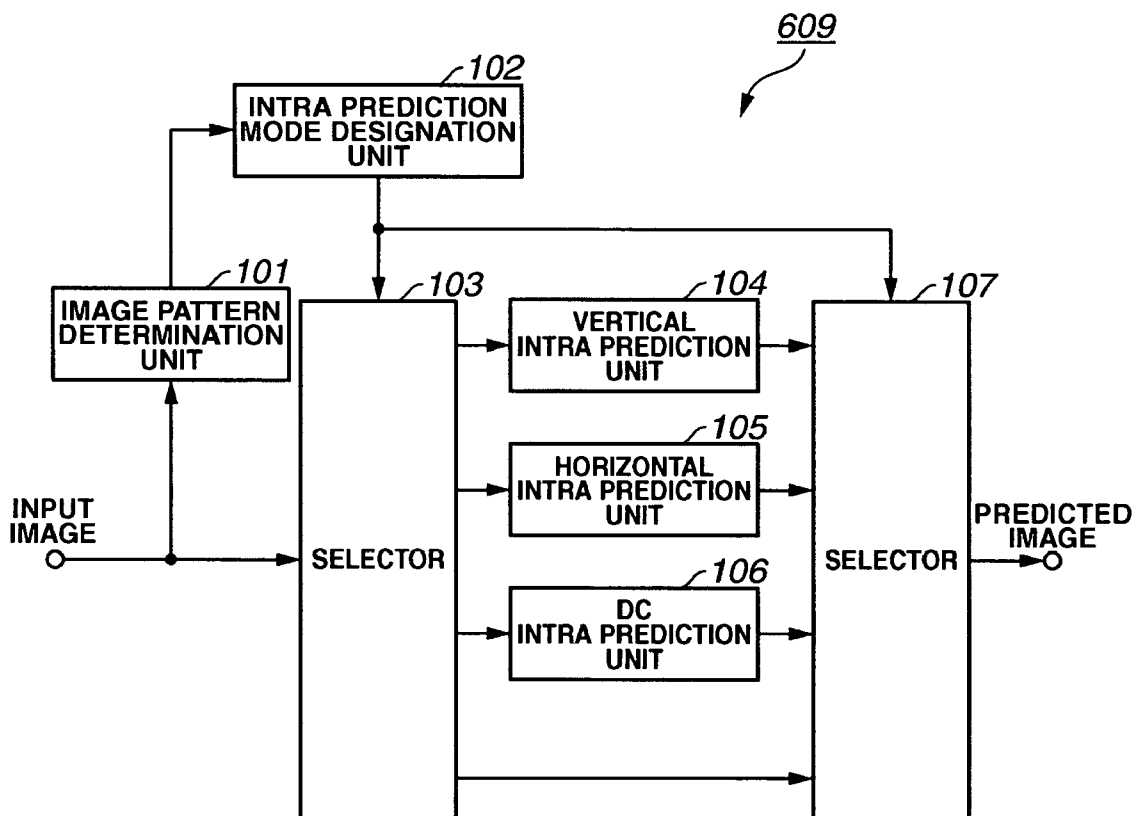 609
102
INTRA PREDICTION
MODE DESIGNATION
UNIT
101
IMAGE PATTERN
DETERMINATION
UNIT
103
104
VERTICAL
INTRA PREDICTION
UNIT
107
105
HORIZONTAL
INTRA PREDICTION
UNIT
INPUT
IMAGE
SELECTOR
106
DC
INTRA PREDICTION
UNIT
SELECTOR
PREDICTED
IMAGE